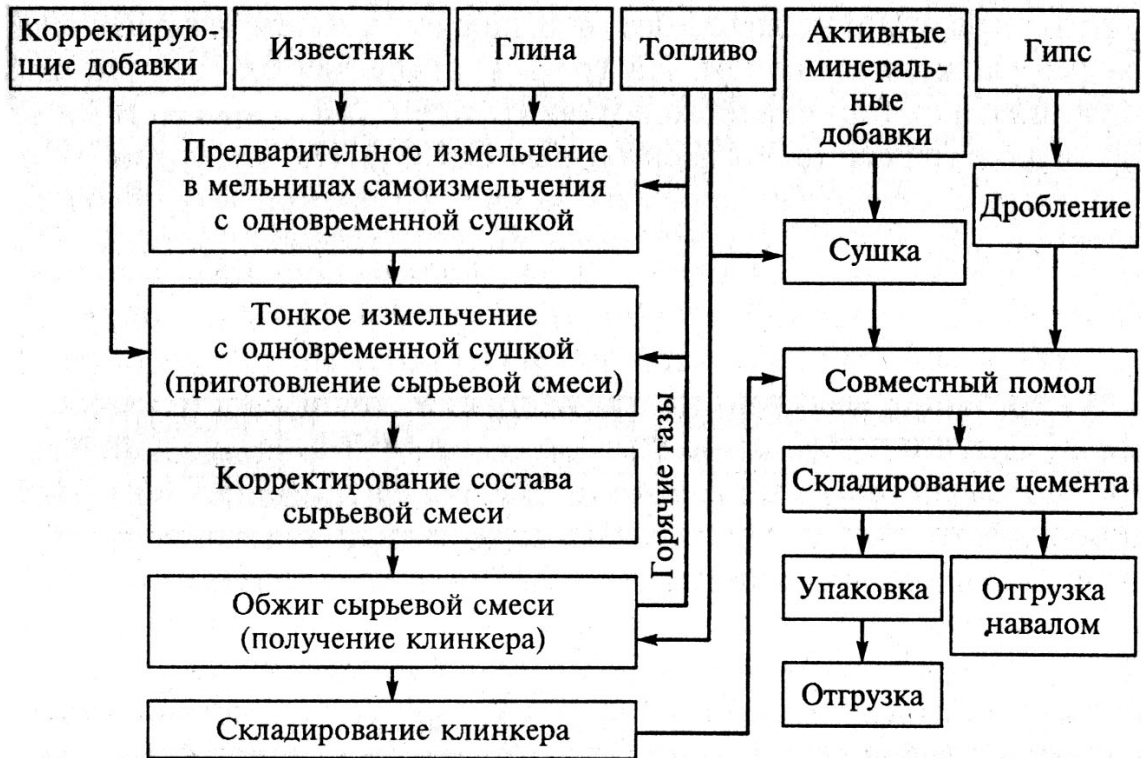 Корректирую-
щие добавки
Известняк
Глина
Топливо
Активные
минераль-
ные
добавки
Гипс
Предварительное измельчение
в мельницах самоизмельчения
с одновременной сушкой
Дробление
Сушка
Тонкое измельчение
с одновременной сушкой
(приготовление сырьевой смеси)
Совместный помол
Горячие газы
Корректирование состава
сырьевой смеси
Складирование цемента
Обжиг сырьевой смеси
(получение клинкера)
Упаковка
Отгрузка
навалом
Складирование клинкера
Отгрузка